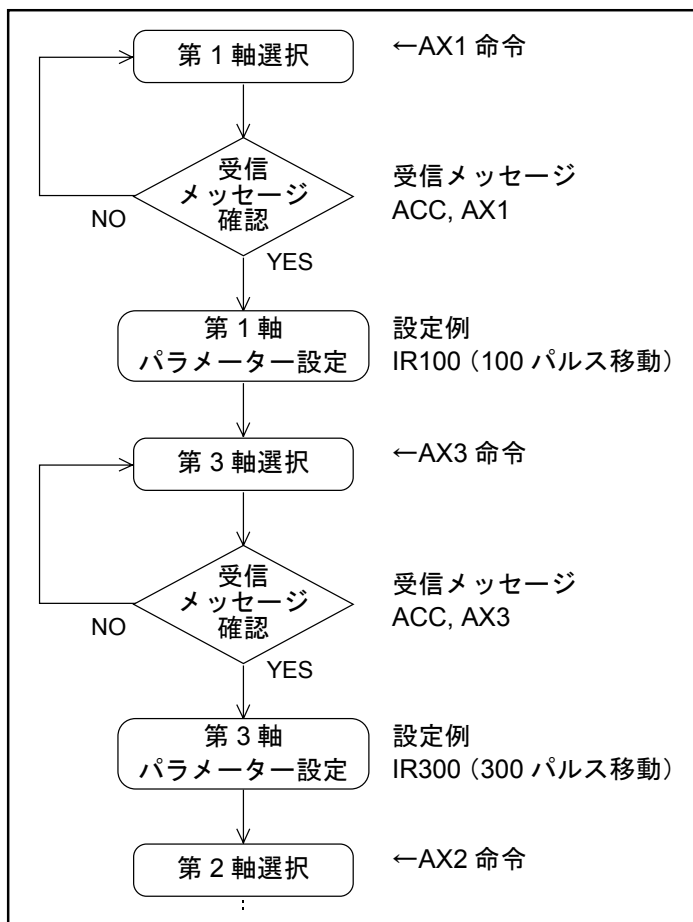 第 1 軸選択
←AX1 命令
受信
メッセージ
確認
受信メッセージ
ACC, AX1
NO
YES
第 1 軸
パラメーター設定
設定例
IR100（100 パルス移動）
第 3 軸選択
←AX3 命令
受信
メッセージ
確認
受信メッセージ
ACC, AX3
NO
YES
第 3 軸
パラメーター設定
設定例
IR300（300 パルス移動）
第 2 軸選択
←AX2 命令